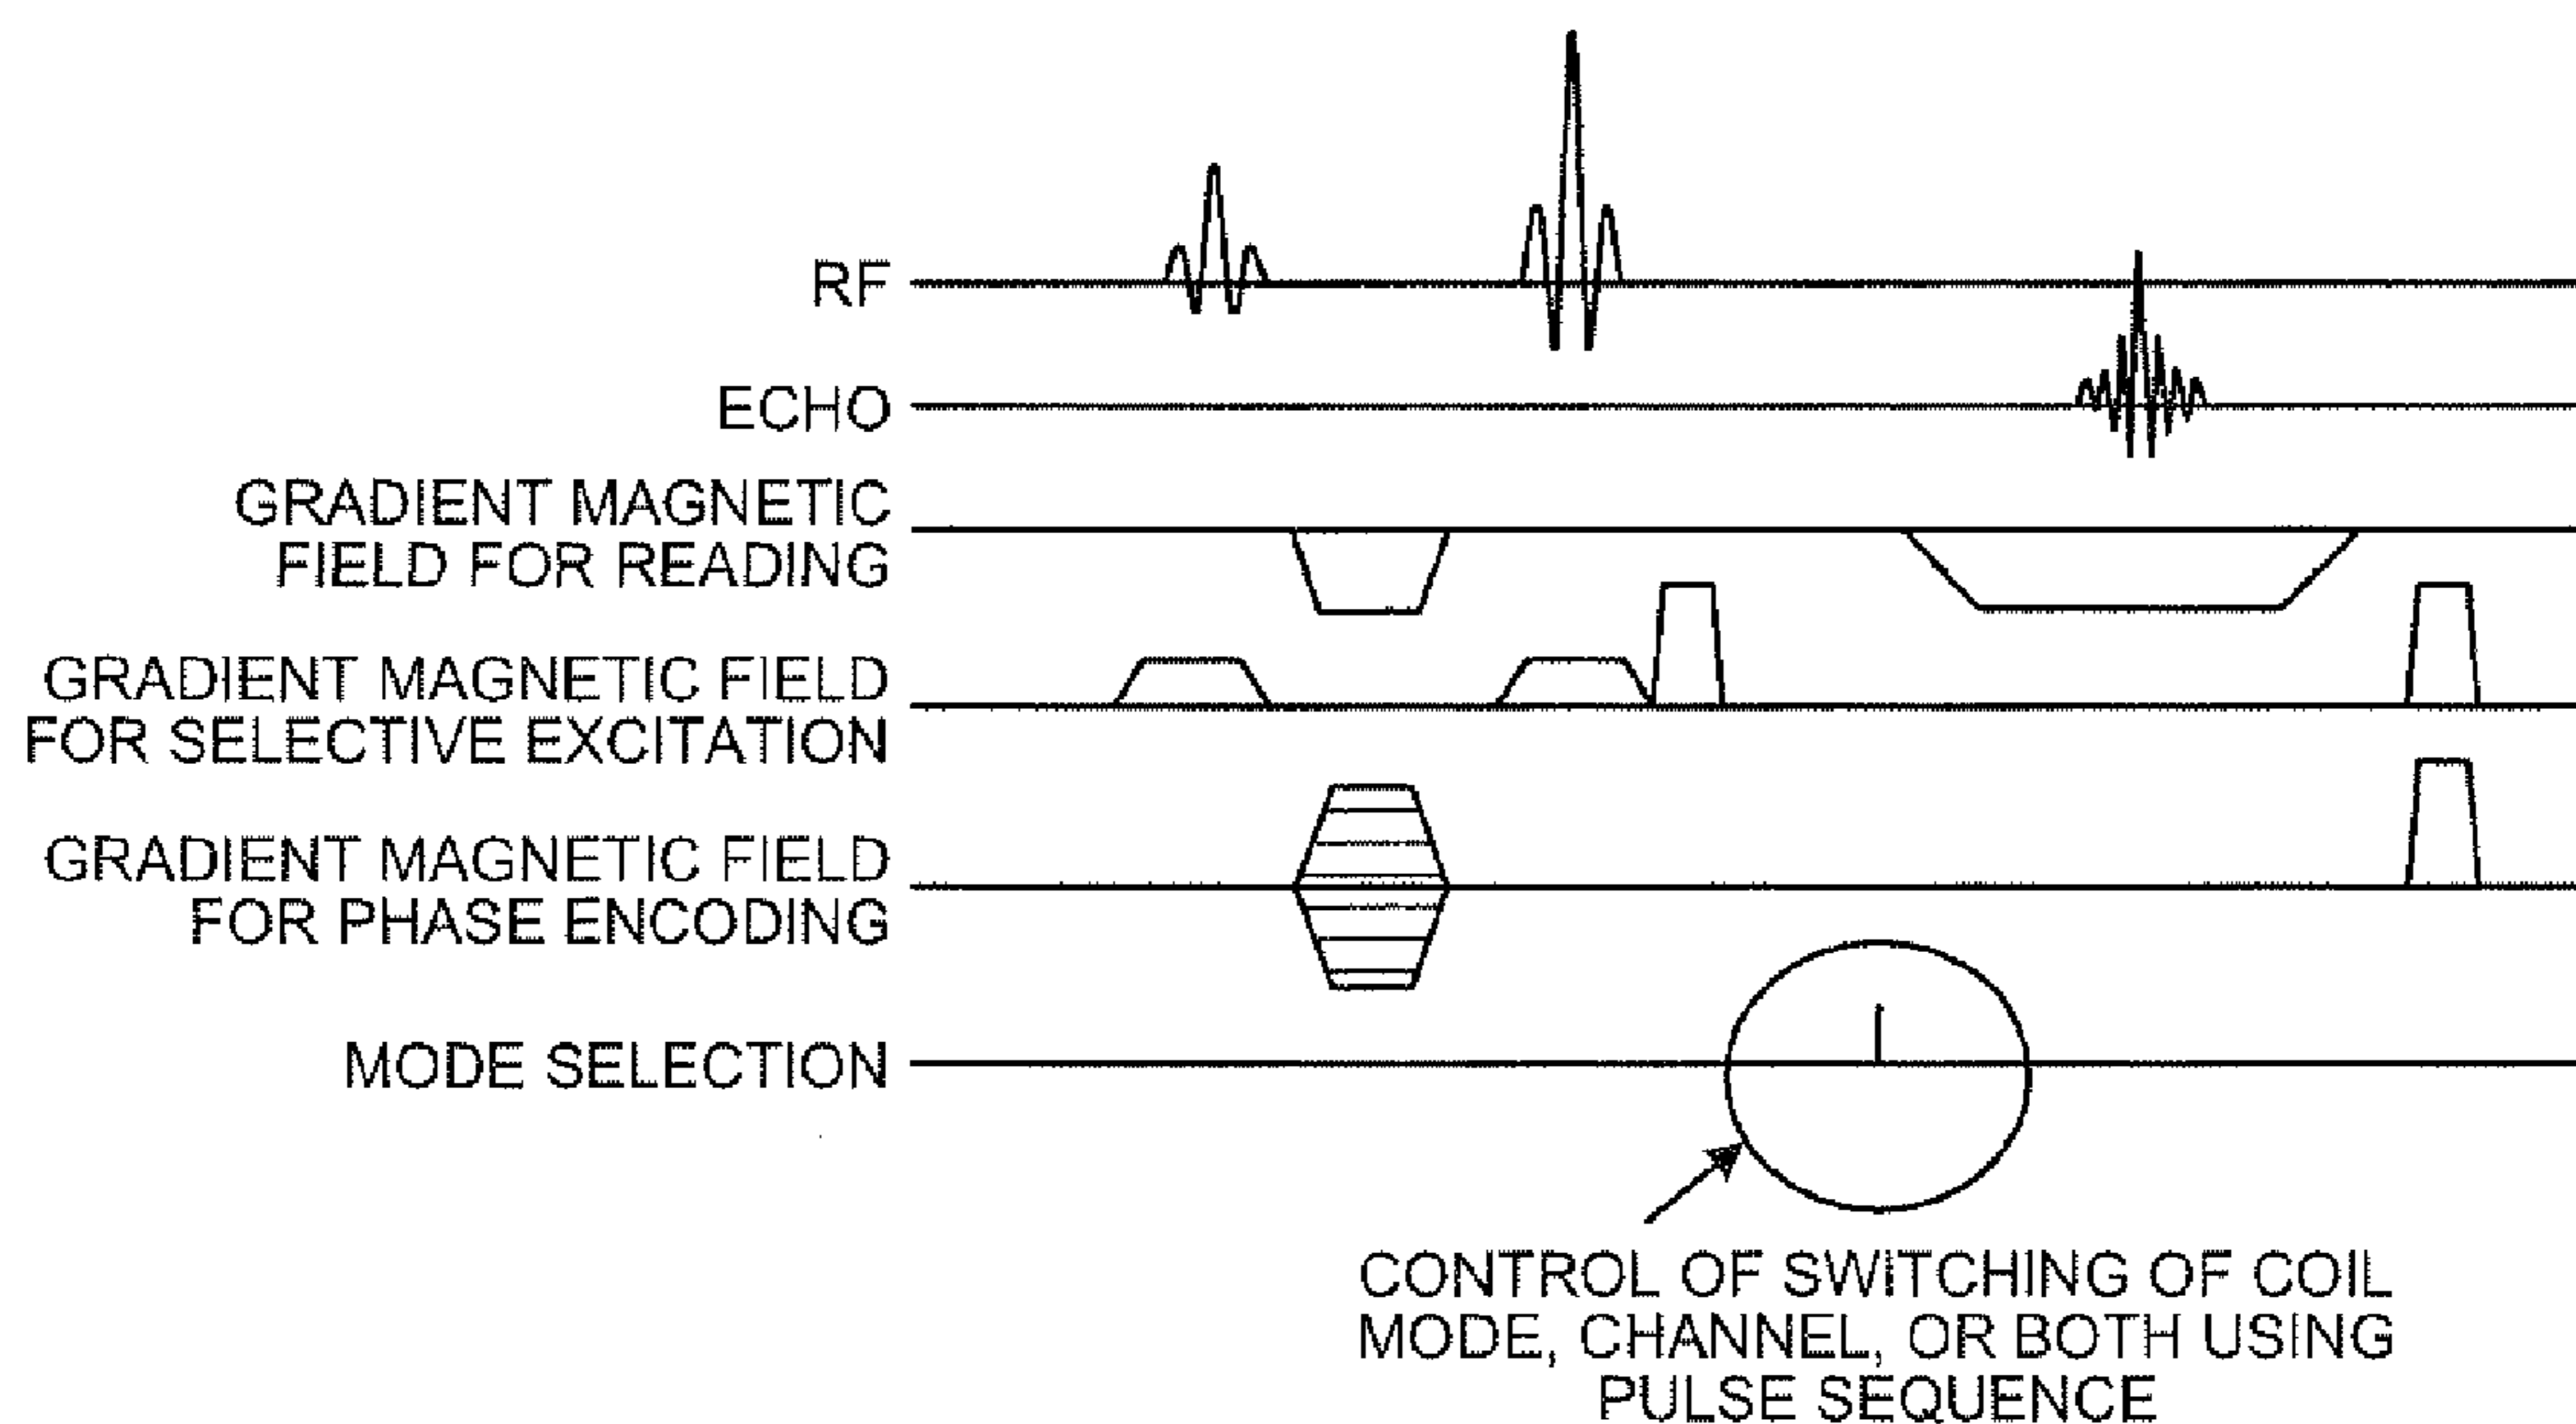 RF
ECHO
GRADIENT MAGNETIC
FIELD FOR READING
GRADIENT MAGNETIC FIELD
FOR SELECTIVE EXCITATION
GRADIENT MAGNETIC FIELD
FOR PHASE ENCODING
MODE SELECTION
CONTROL OF SWITCHING OF COIL
MODE, CHANNEL, OR BOTH USING
PULSE SEQUENCE